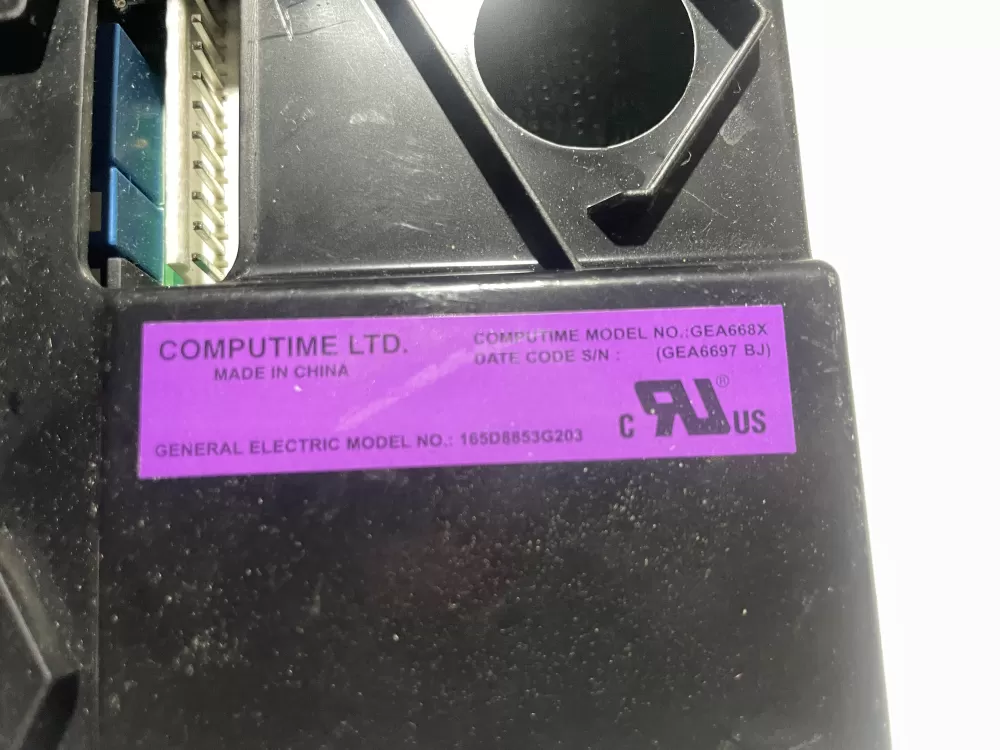 COMPUTIME LTD.
MADE IN CHINA
COMPUTIME MODEL NO.:GEA668X
DATE CODE S/N : (GEA6697 BJ)
C RU® US
GENERAL ELECTRIC MODEL NO.: 165D8853G203